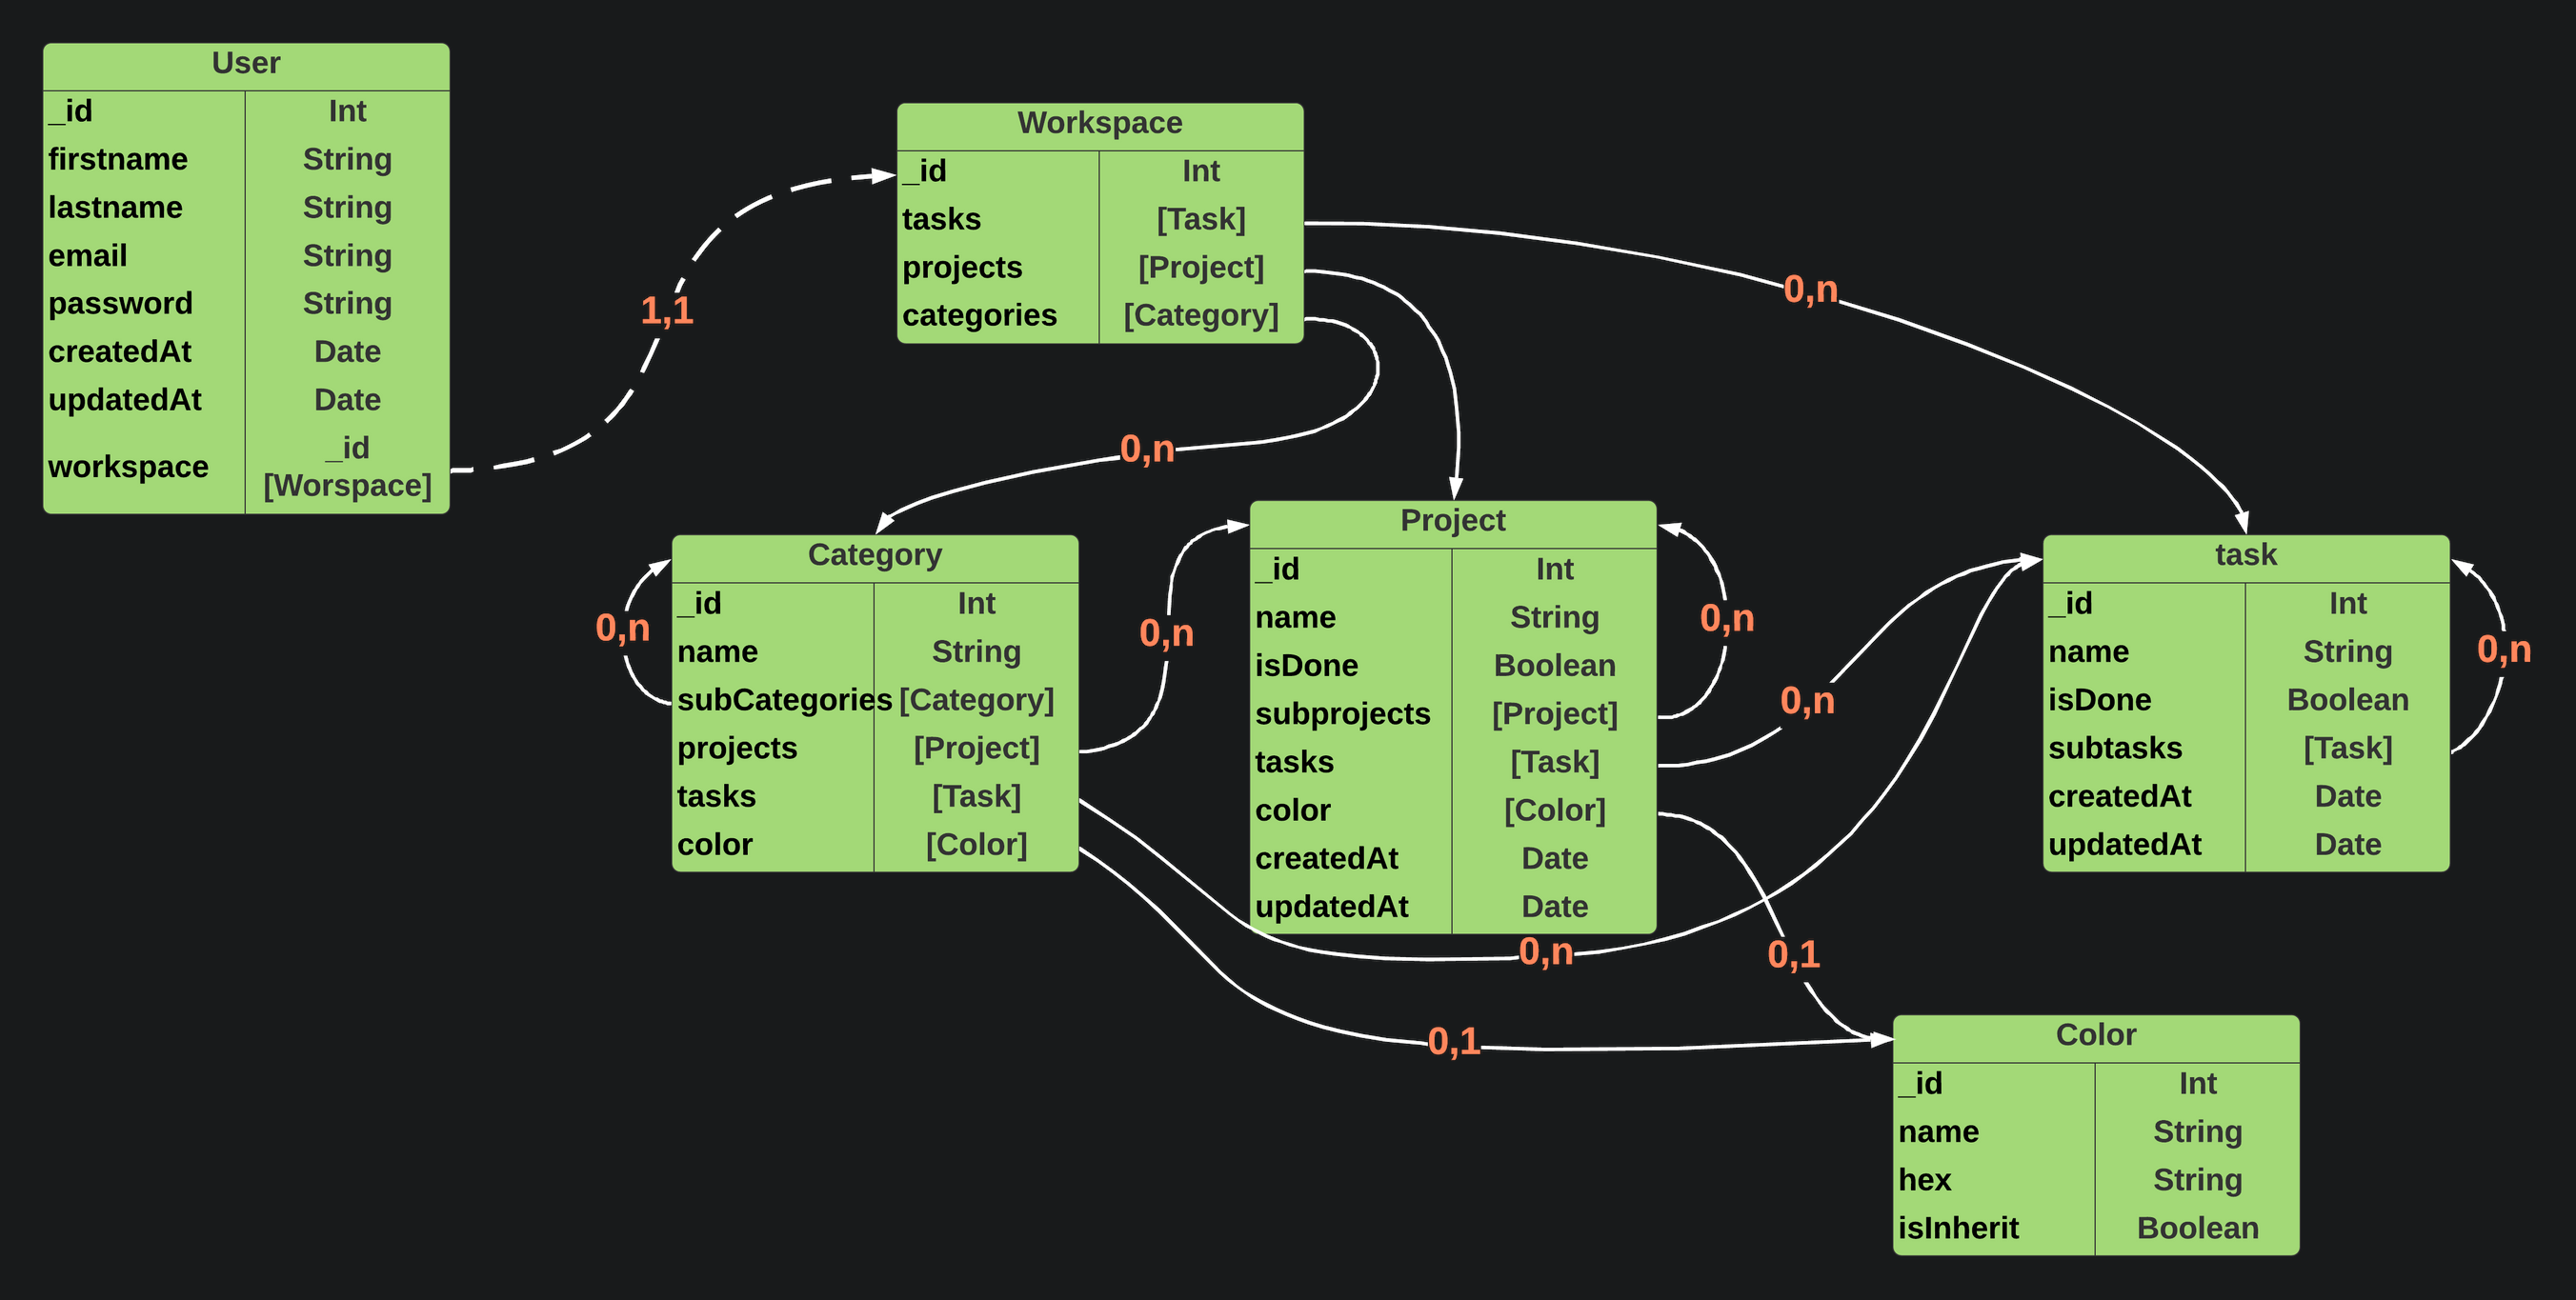 User
_id Int
firstname String
lastname String
email String
password String
createdAt Date
updatedAt Date
workspace _id
[Worspace]
1,1
Workspace
_id Int
tasks [Task]
projects [Project]
categories [Category]
0,n
0,n
Category
_id Int
name String
subCategories [Category]
projects [Project]
tasks [Task]
color [Color]
0,n
0,n
Project
_id Int
name String
isDone Boolean
subprojects [Project]
tasks [Task]
color [Color]
createdAt Date
updatedAt Date
0,n
0,n
0,n
0,1
0,1
task
_id Int
name String
isDone Boolean
subtasks [Task]
createdAt Date
updatedAt Date
0,n
Color
_id Int
name String
hex String
isInherit Boolean